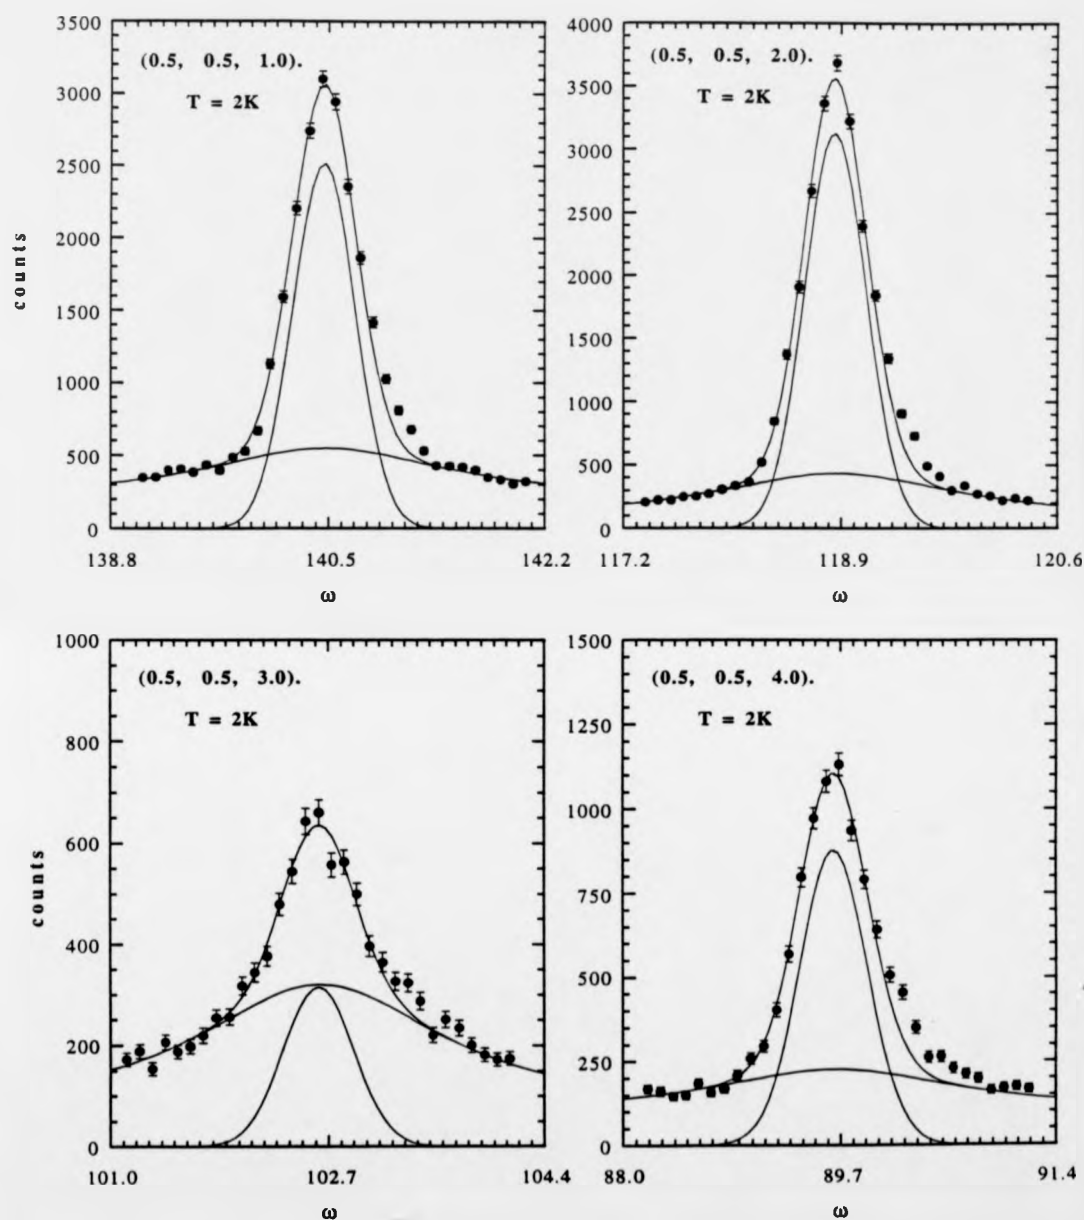 3500
3000
2500
2000
1500
1000
500
0
counts
(0.5, 0.5, 1.0).
T = 2K
138.8 140.5 142.2
ω
4000
3500
3000
2500
2000
1500
1000
500
0
(0.5, 0.5, 2.0).
T = 2K
117.2 118.9 120.6
ω
1000
800
600
400
200
0
counts
(0.5, 0.5, 3.0).
T = 2K
101.0 102.7 104.4
ω
1500
1250
1000
750
500
250
0
(0.5, 0.5, 4.0).
T = 2K
88.0 89.7 91.4
ω